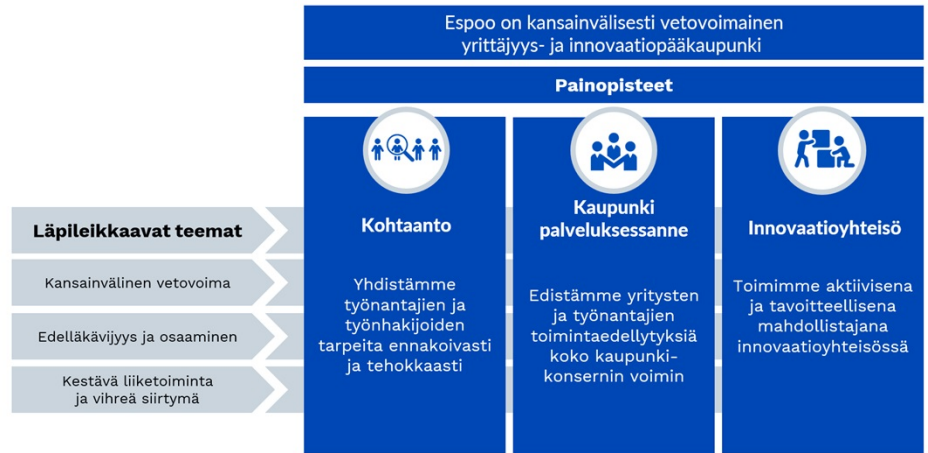 Espoo on kansainvälisesti vetovoimainen
yrittäjyys- ja innovaatiopääkaupunki
Painopisteet
Läpileikkaavat teemat
Kansainvälinen vetovoima
Edelläkävijyys ja osaaminen
Kestävä liiketoiminta
ja vihreä siirtymä
Kohtaanto
Yhdistämme
työnantajien ja
työnhakijoiden
tarpeita ennakoivasti
ja tehokkaasti
Kaupunki
palveluksessanne
Edistämme yritysten
ja työnantajien
toimintaedellytyksiä
koko kaupunki-
konsernin voimin
Innovaatioyhteisö
Toimimme aktiivisena
ja tavoitteellisena
mahdollistajana
innovaatioyhteisössä